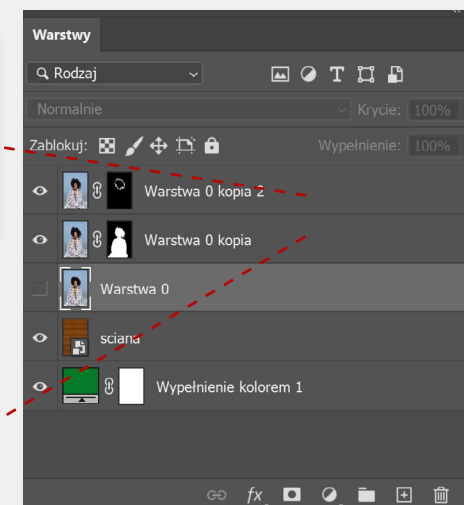 Warstwy
Rodzaj
Normalnie Krycie: 100%
Zablokuj: Wypełnienie: 100%
Warstwa 0 kopia 2
Warstwa 0 kopia
Warstwa 0
sciana
Wypełnienie kolorem 1
fx